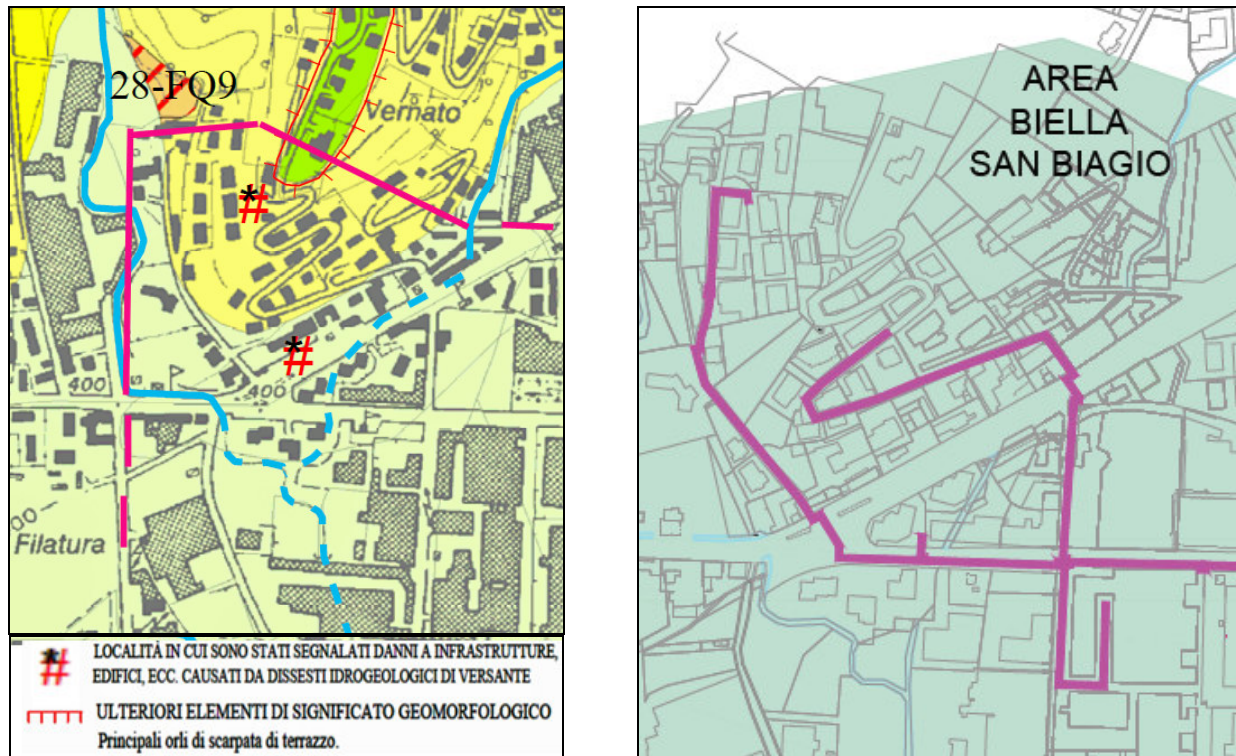 28-FQ9
Vernato
*
#
*
#
400
400
00
Filatura
*
#
LOCALITÀ IN CUI SONO STATI SEGNALATI DANNI A INFRASTRUTTURE,
EDIFICI, ECC. CAUSATI DA DISSESTI IDROGEOLOGICI DI VERSANTE
ULTERIORI ELEMENTI DI SIGNIFICATO GEOMORFOLOGICO
Principali orli di scarpata di terrazzo.
AREA
BIELLA
SAN BIAGIO